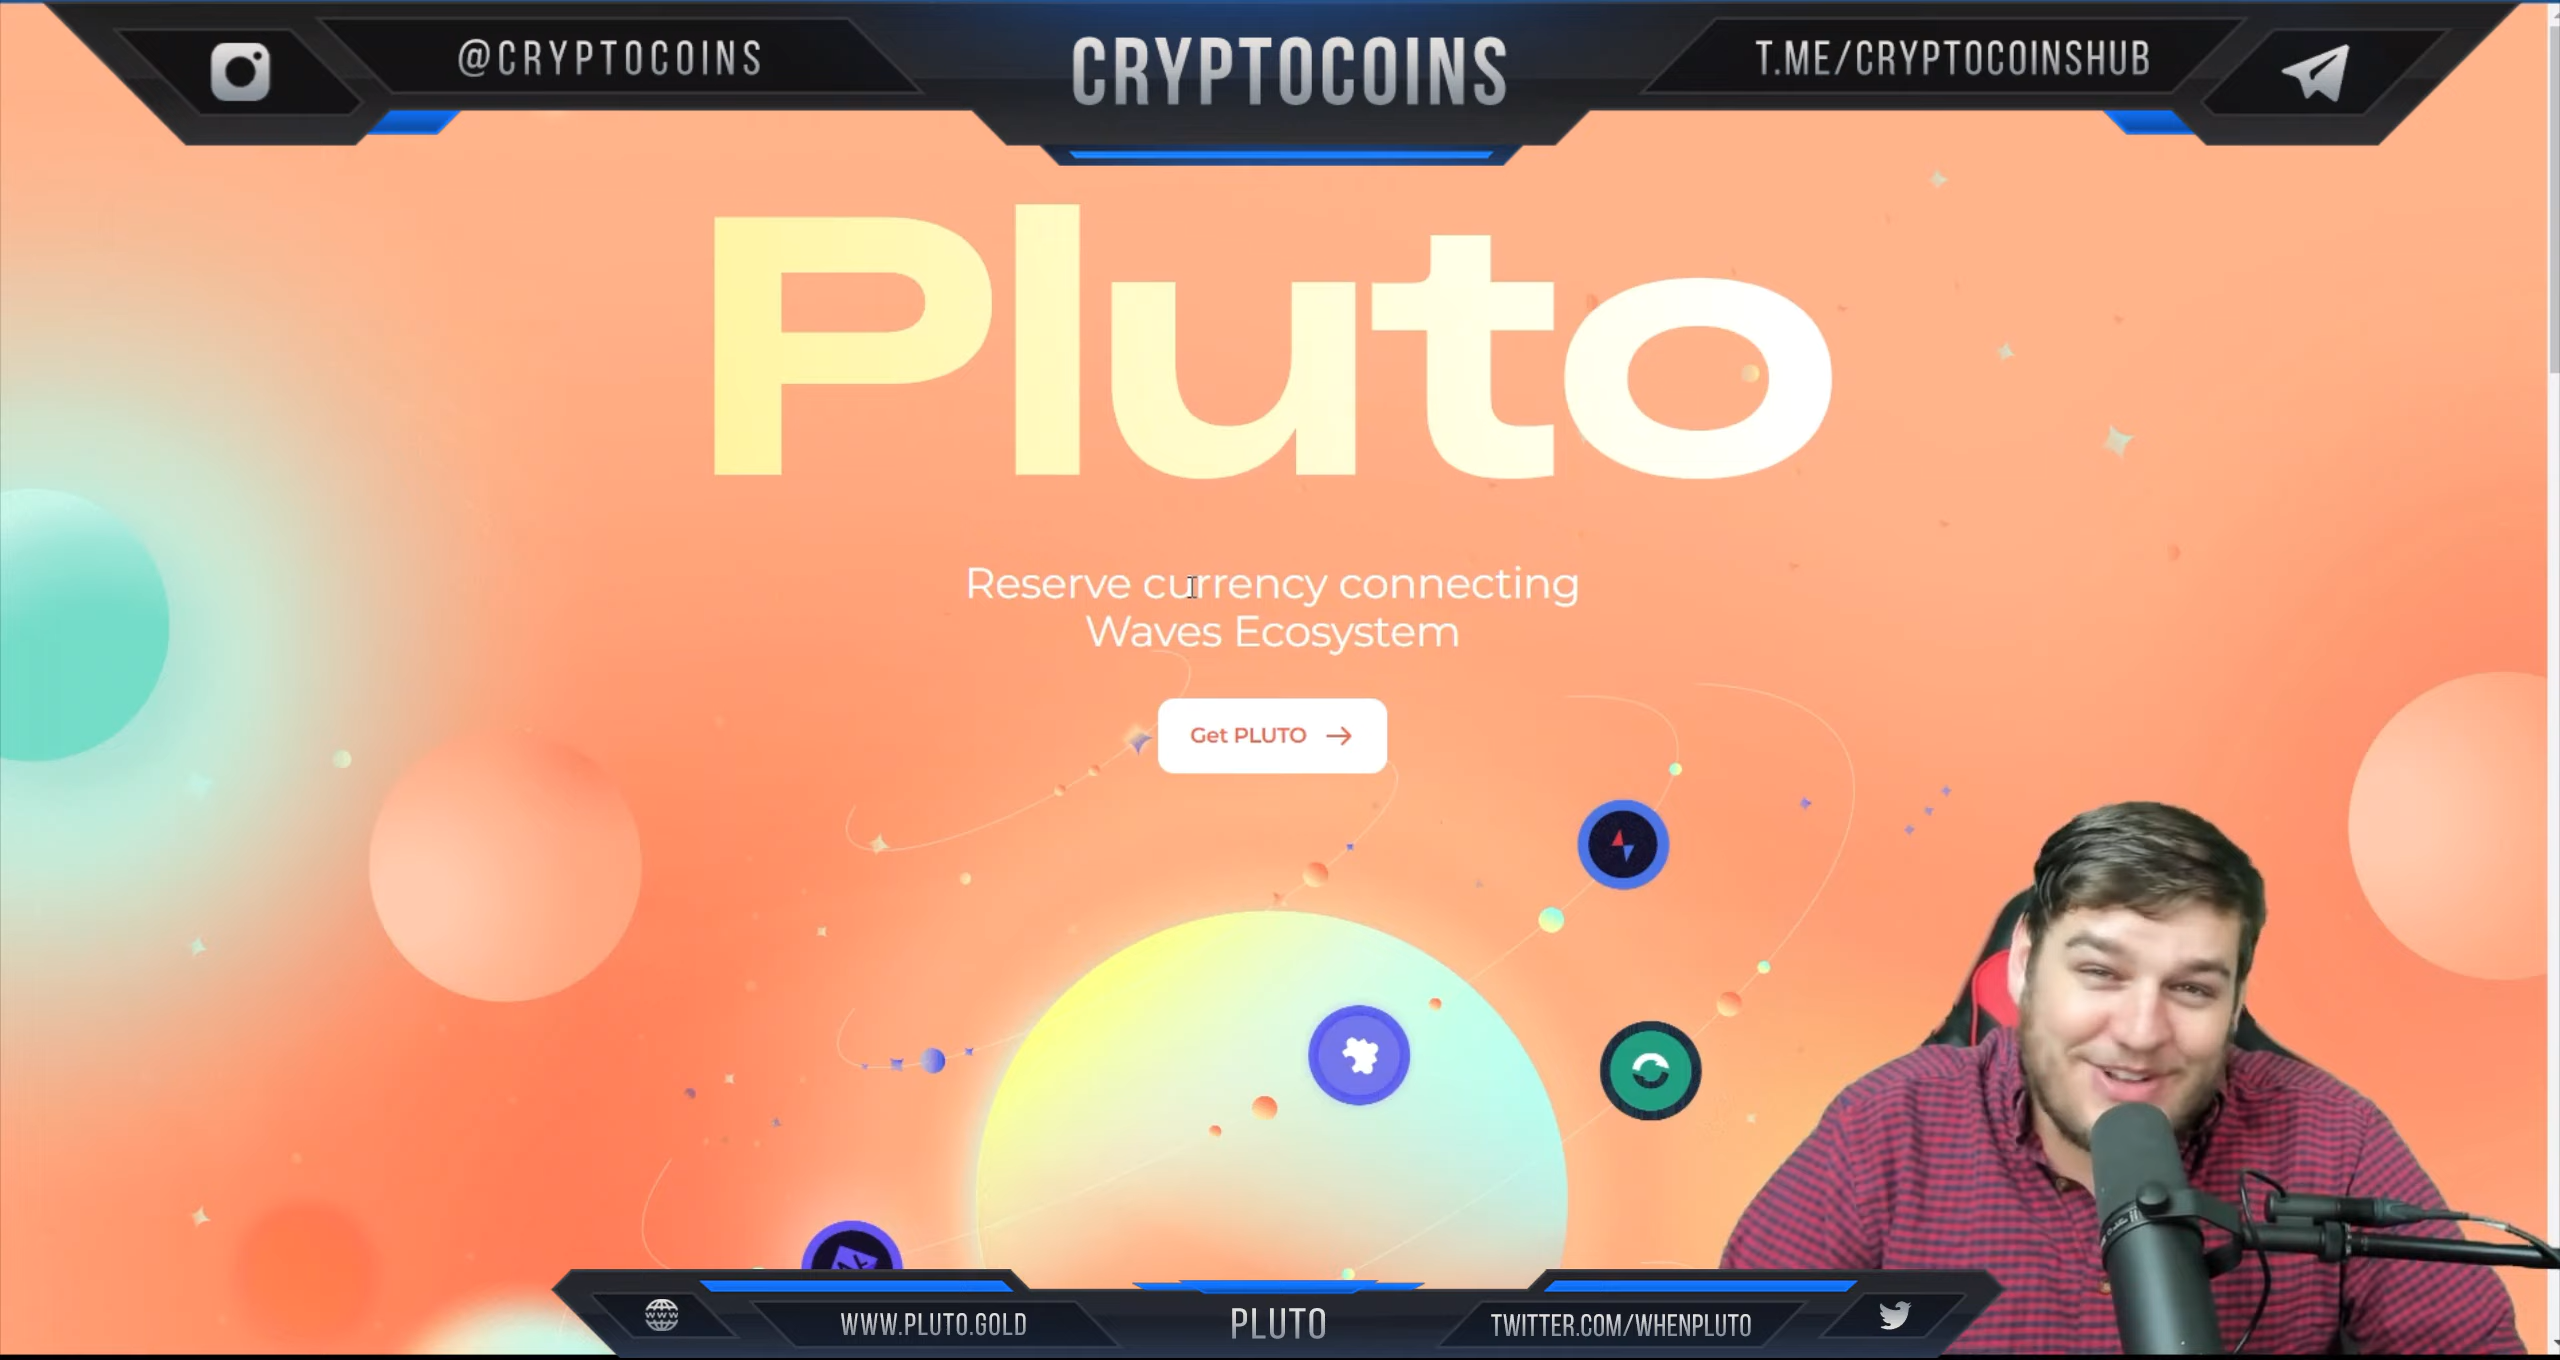 @CRYPTOCOINS
CRYPTOCOINS
T.ME/CRYPTOCOINSHUB
Pluto
Reserve currency connecting
Waves Ecosystem
Get PLUTO
WWW.PLUTO.GOLD
PLUTO
TWITTER.COM/WHENPLUTO